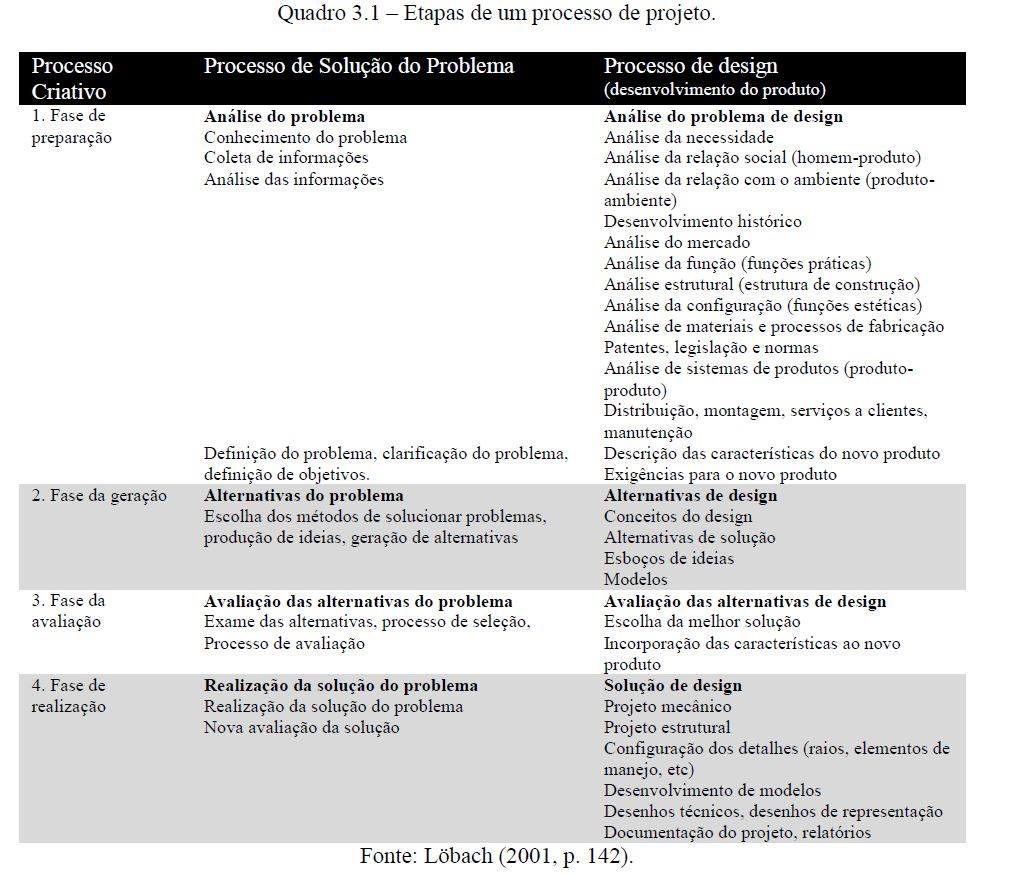 Quadro 3.1 – Etapas de um processo de projeto.
Processo Criativo
Processo de Solução do Problema
Processo de design
(desenvolvimento do produto)
1. Fase de
preparação
Análise do problema
Conhecimento do problema
Coleta de informações
Análise das informações
Definição do problema, clarificação do problema,
definição de objetivos.
Análise do problema de design
Análise da necessidade
Análise da relação social (homem-produto)
Análise da relação com o ambiente (produto-
ambiente)
Desenvolvimento histórico
Análise do mercado
Análise da função (funções práticas)
Análise estrutural (estrutura de construção)
Análise da configuração (funções estéticas)
Análise de materiais e processos de fabricação
Patentes, legislação e normas
Análise de sistemas de produtos (produto-
produto)
Distribuição, montagem, serviços a clientes,
manutenção
Descrição das características do novo produto
Exigências para o novo produto
2. Fase da geração
Alternativas do problema
Escolha dos métodos de solucionar problemas,
produção de ideias, geração de alternativas
Alternativas de design
Conceitos do design
Alternativas de solução
Esboços de ideias
Modelos
3. Fase da
avaliação
Avaliação das alternativas do problema
Exame das alternativas, processo de seleção,
Processo de avaliação
Avaliação das alternativas de design
Escolha da melhor solução
Incorporação das características ao novo
produto
4. Fase de
realização
Realização da solução do problema
Realização da solução do problema
Nova avaliação da solução
Solução de design
Projeto mecânico
Projeto estrutural
Configuração dos detalhes (raios, elementos de
manejo, etc)
Desenvolvimento de modelos
Desenhos técnicos, desenhos de representação
Documentação do projeto, relatórios
Fonte: Löbach (2001, p. 142).